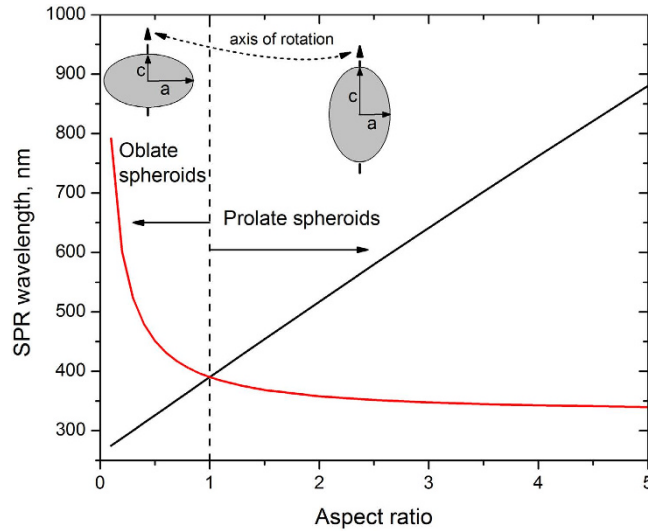 1000
900
800
700
600
500
400
300
SPR wavelength, nm
axis of rotation
c
a
c
a
Oblate
spheroids
Prolate spheroids
0
1
2
3
4
5
Aspect ratio